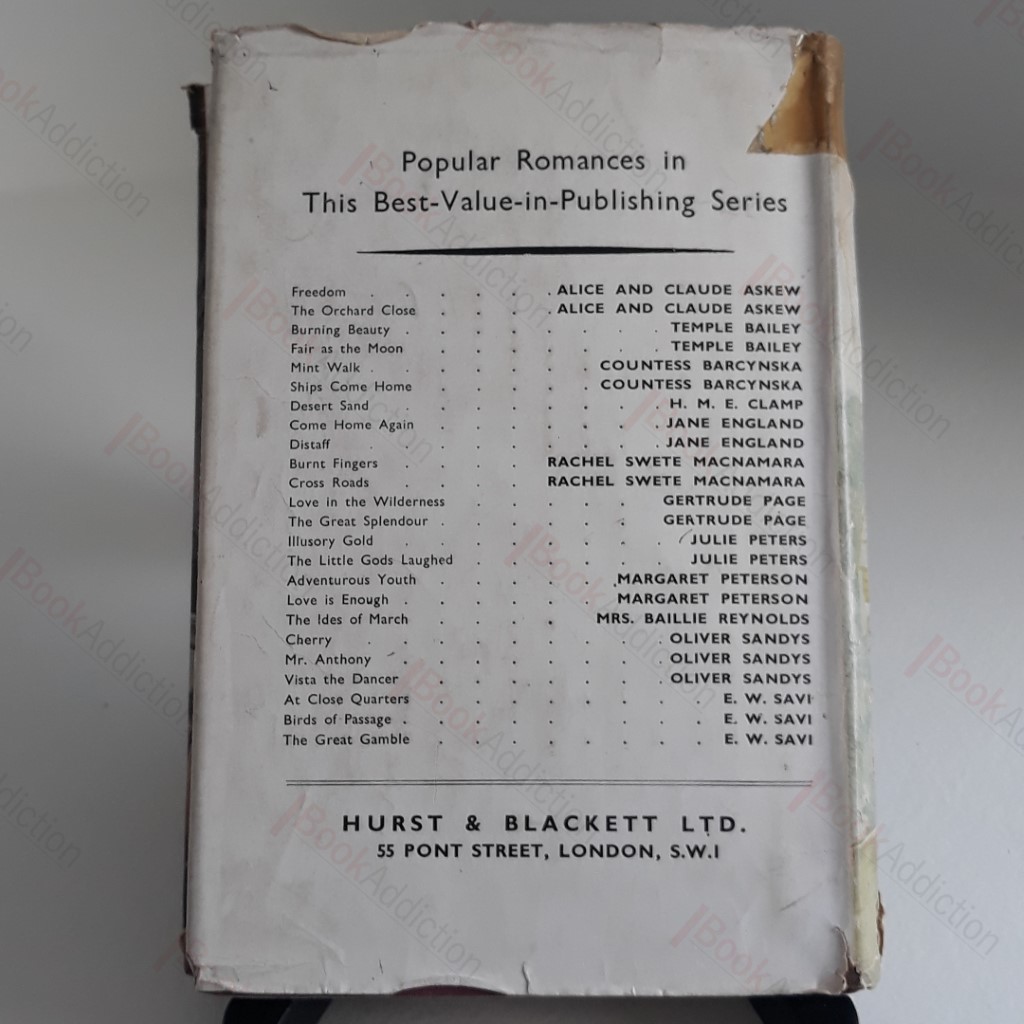 Popular Romances in
This Best-Value-in-Publishing Series
Freedom . . . . . . ALICE AND CLAUDE ASKEW
The Orchard Close . . . . ALICE AND CLAUDE ASKEW
Burning Beauty . . . . . . . . TEMPLE BAILEY
Fair as the Moon . . . . . . . TEMPLE BAILEY
Mint Walk . . . . . . . COUNTESS BARCYNSKA
Ships Come Home . . . . . COUNTESS BARCYNSKA
Desert Sand . . . . . . . . H. M. E. CLAMP
Come Home Again . . . . . . . JANE ENGLAND
Distaff . . . . . . . . . JANE ENGLAND
Burnt Fingers . . . . RACHEL SWETE MACNAMARA
Cross Roads . . . . RACHEL SWETE MACNAMARA
Love in the Wilderness . . . . . GERTRUDE PAGE
The Great Splendour . . . . . . GERTRUDE PAGE
Illusory Gold . . . . . . . . JULIE PETERS
The Little Gods Laughed . . . . . . JULIE PETERS
Adventurous Youth . . . . . . MARGARET PETERSON
Love is Enough . . . . . . MARGARET PETERSON
The Ides of March . . . . MRS. BAILLIE REYNOLDS
Cherry . . . . . . . . . OLIVER SANDYS
Mr. Anthony . . . . . . . . OLIVER SANDYS
Vista the Dancer . . . . . . . OLIVER SANDYS
At Close Quarters . . . . . . . . E. W. SAVI
Birds of Passage . . . . . . . . E. W. SAVI
The Great Gamble . . . . . . . . E. W. SAVI
HURST & BLACKETT LTD.
55 PONT STREET, LONDON, S.W.1
BookAddiction